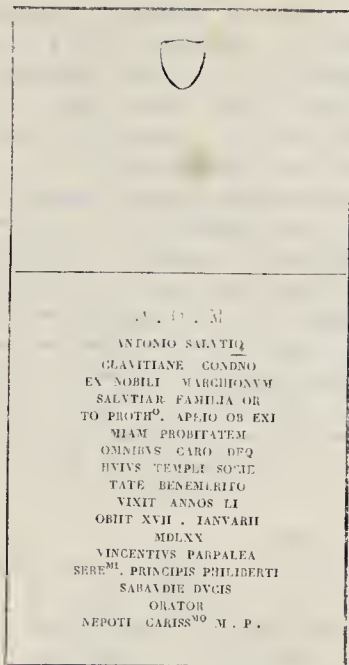 D . O . M
ANTONIO SALVTIO
CLAVITIANE CONDNO
EX NOBILI MARCHIONVM
SALVTIAR FAMILIA OR
TO PROTHO. APLIO OB EXI
MIAM PROBITATEM
OMNIBVS CARO DEQ
HVIVS TEMPLI SOCIE
TATE BENEMERITO
VIXIT ANNOS LI
OBIIT XVII . IANVARII
MDLXX
VINCENTIVS PARPALEA
SEREMI. PRINCIPIS PHILIBERTI
SABAVDIE DVCIS
ORATOR
NEPOTI CARISSMO M . P .